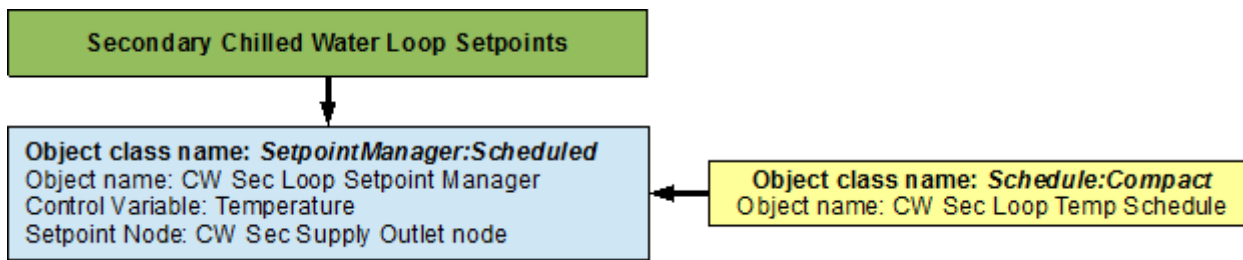 Secondary Chilled Water Loop Setpoints
Object class name: SetpointManager:Scheduled
Object name: CW Sec Loop Setpoint Manager
Control Variable: Temperature
Setpoint Node: CW Sec Supply Outlet node
Object class name: Schedule:Compact
Object name: CW Sec Loop Temp Schedule